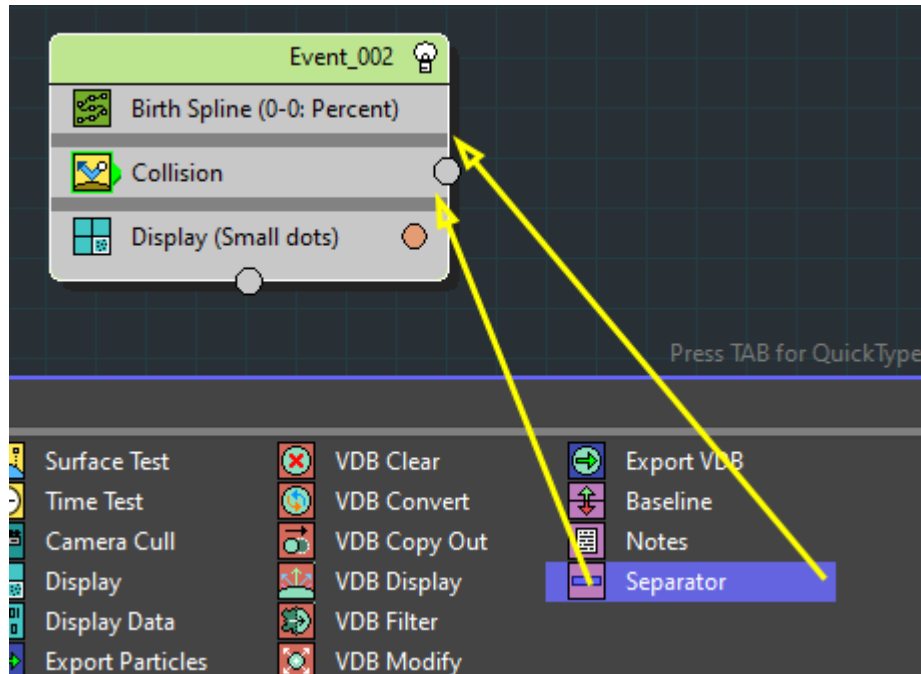 Event_002
Birth Spline (0-0: Percent)
Collision
Display (Small dots)
Press TAB for QuickType
Surface Test
VDB Clear
Export VDB
Time Test
VDB Convert
Baseline
Camera Cull
VDB Copy Out
Notes
Display
VDB Display
Separator
Display Data
VDB Filter
Export Particles
VDB Modify